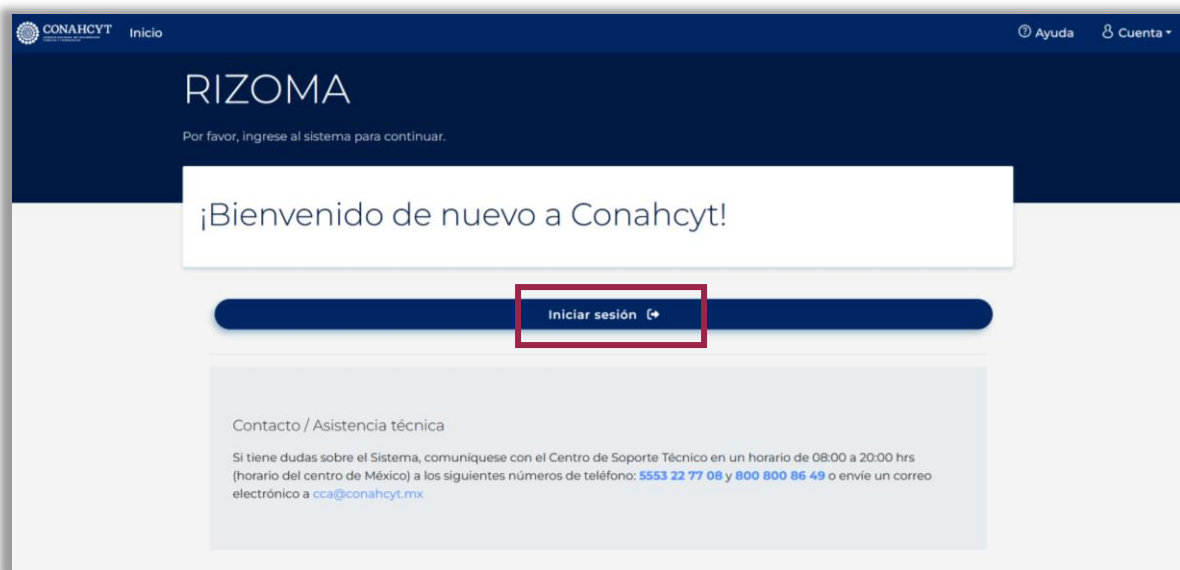 CONAHCYT
Inicio
Ayuda
Cuenta
RIZOMA
Por favor, ingrese al sistema para continuar.
¡Bienvenido de nuevo a Conahcyt!
Iniciar sesión
Contacto / Asistencia técnica
Si tiene dudas sobre el Sistema, comuníquese con el Centro de Soporte Técnico en un horario de 08:00 a 20:00 hrs
(horario del centro de México) a los siguientes números de teléfono: 5553 22 77 08 y 800 800 86 49 o envíe un correo
electrónico a cca@conahcyt.mx